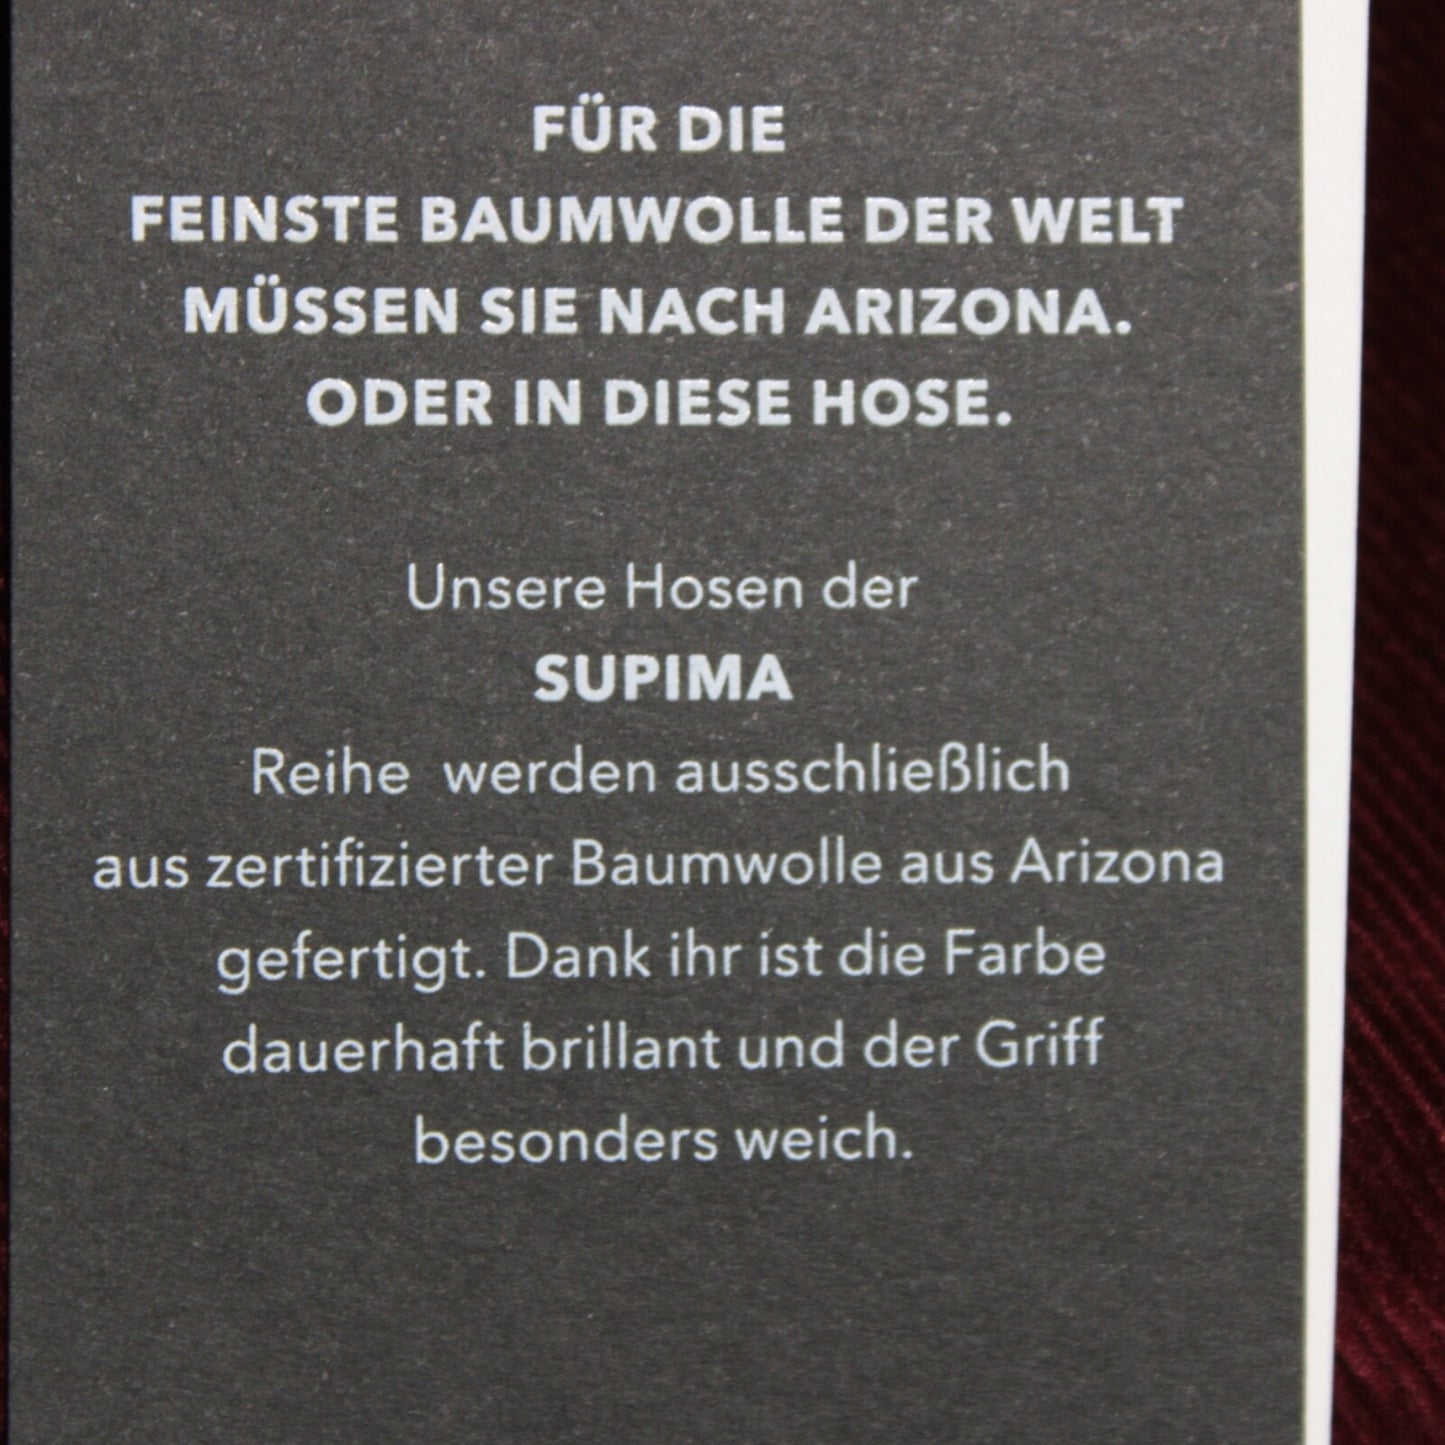 FÜR DIE
FEINSTE BAUMWOLLE DER WELT
MÜSSEN SIE NACH ARIZONA.
ODER IN DIESE HOSE.
Unsere Hosen der
SUPIMA
Reihe werden ausschließlich
aus zertifizierter Baumwolle aus Arizona
gefertigt. Dank ihr ist die Farbe
dauerhaft brillant und der Griff
besonders weich.